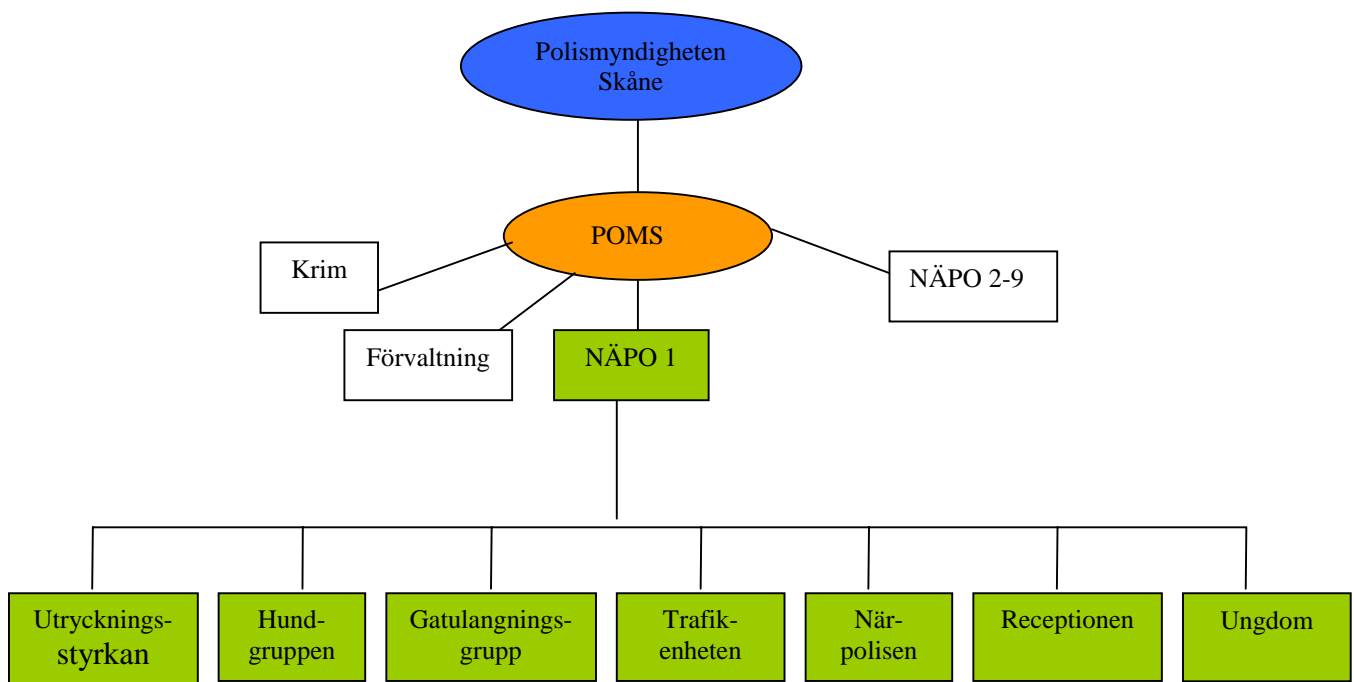 Polismyndigheten
Skåne
POMS
Krim
NÄPO 2-9
Förvaltning
NÄPO 1
Utrycknings-
styrkan
Hund-
gruppen
Gatulangnings-
grupp
Trafik-
enheten
När-
polisen
Receptionen
Ungdom